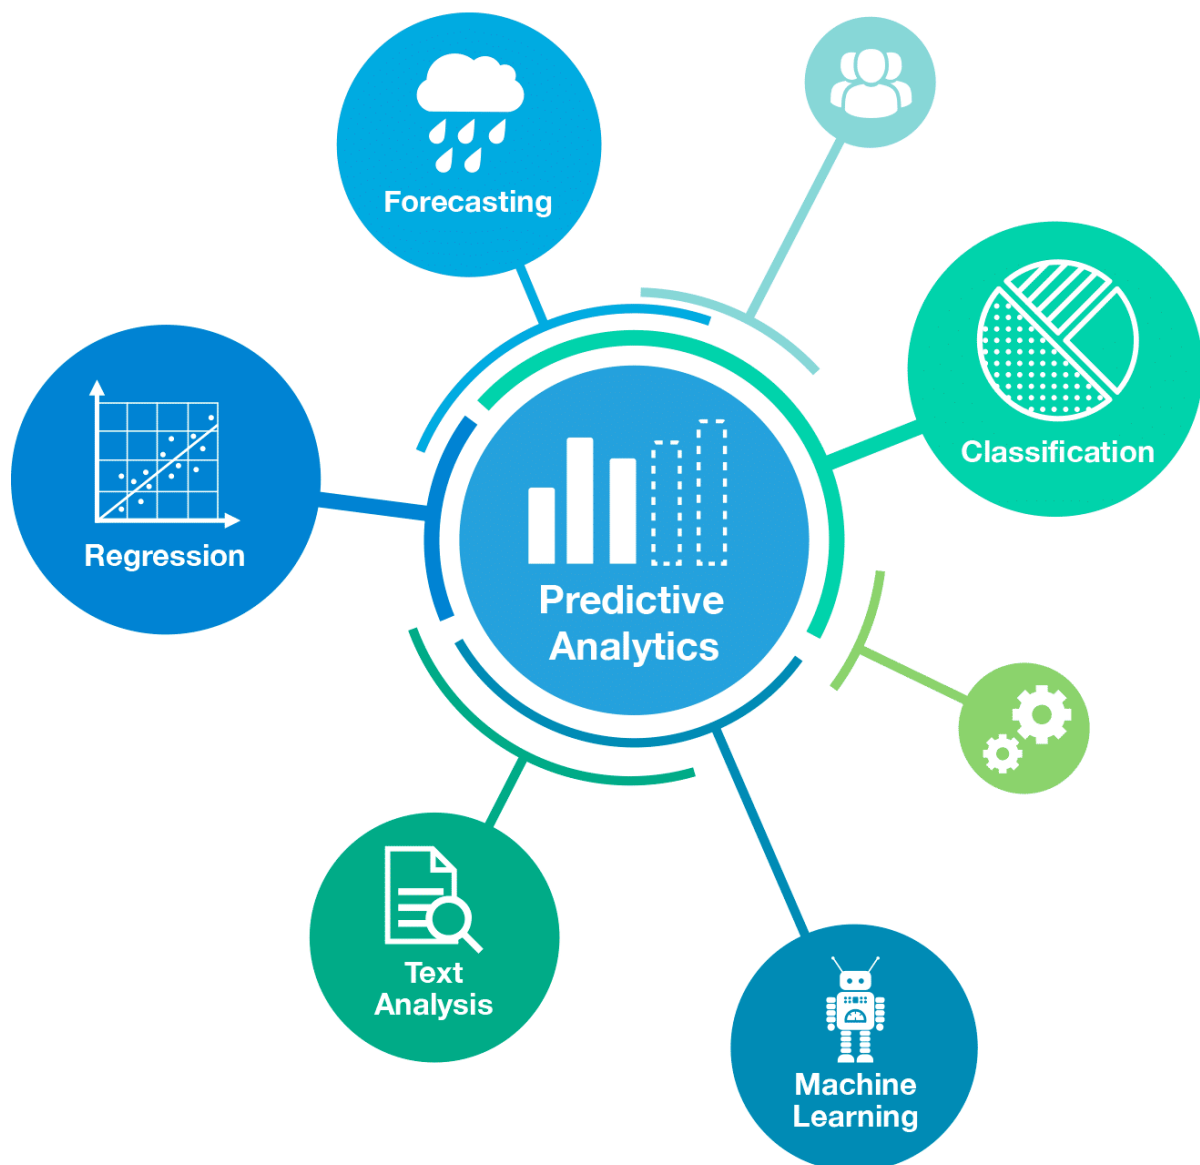 Forecasting
Classification
Regression
Predictive
Analytics
Text
Analysis
Machine
Learning